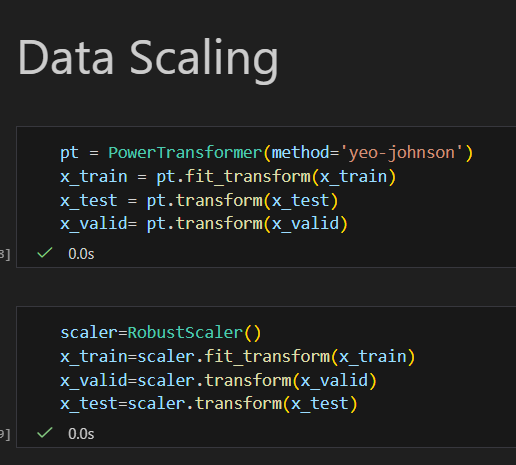 Data Scaling
pt = PowerTransformer(method='yeo-johnson')
x_train = pt.fit_transform(x_train)
x_test = pt.transform(x_test)
x_valid= pt.transform(x_valid)
8]
0.0s
scaler=RobustScaler()
x_train=scaler.fit_transform(x_train)
x_valid=scaler.transform(x_valid)
x_test=scaler.transform(x_test)
9]
0.0s